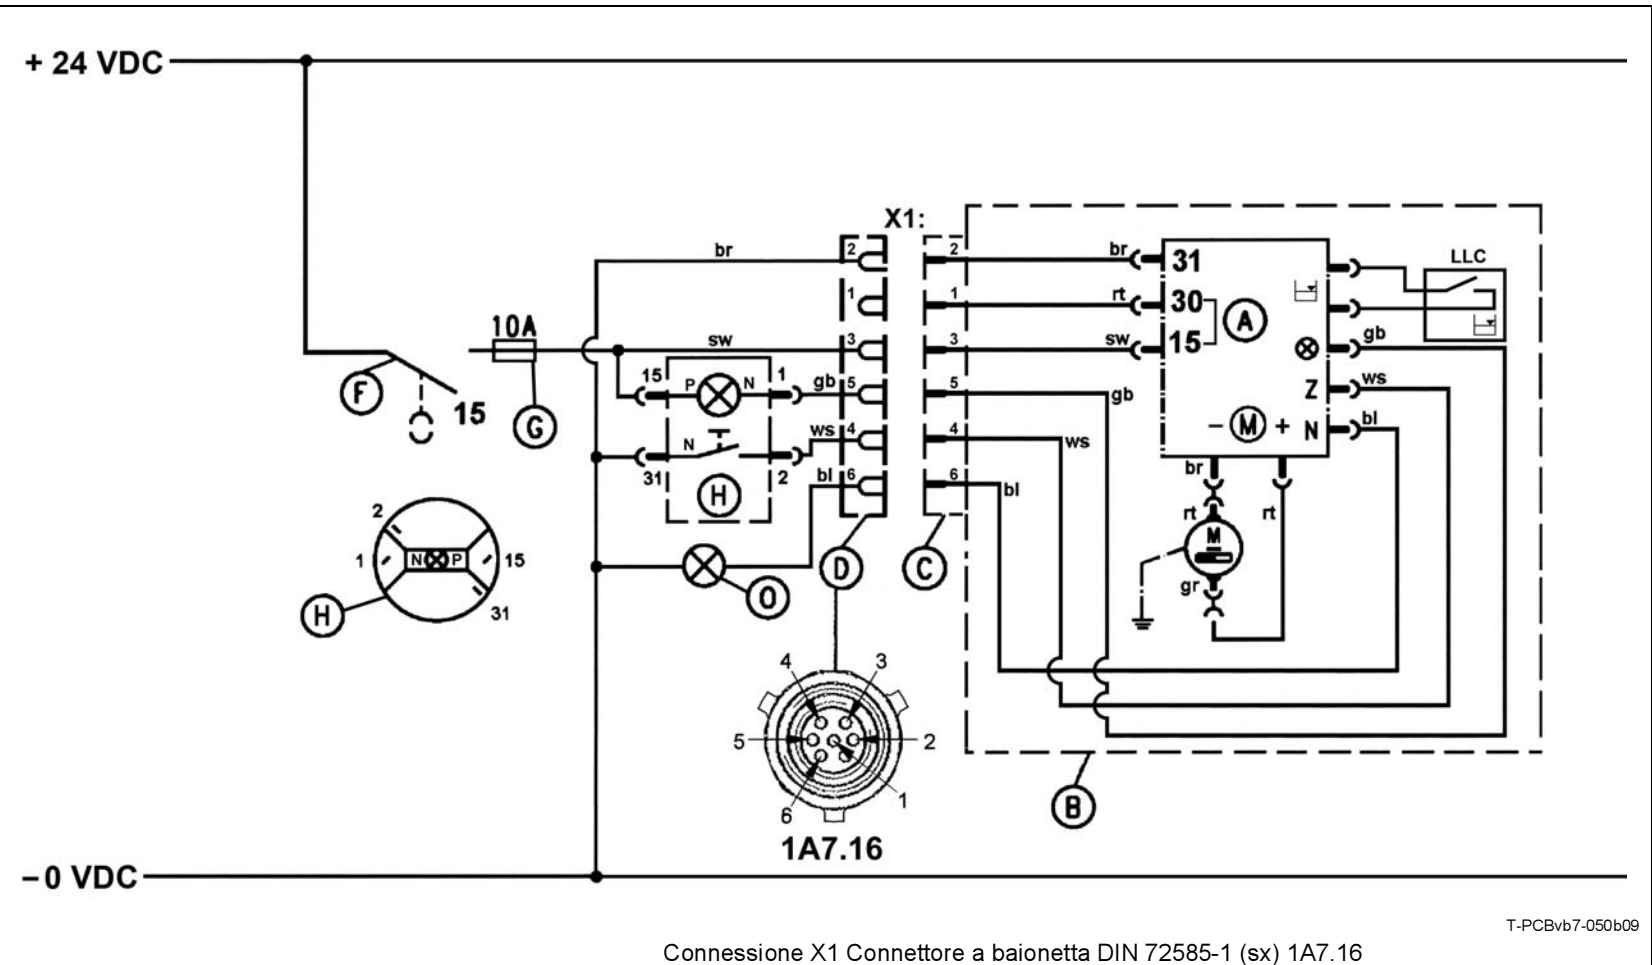 + 24 VDC
X1:
br
2
2
br
31
LLC
1
1
rt
30
A
10A
sw
3
3
sw
15
gb
F
15
G
15
P
N
1
gb
5
5
gb
Z
ws
N
ws
4
4
ws
- M +
N
bl
31
2
H
bl
6
6
bl
br
rt
rt
M
gr
2
1
N
P
15
31
H
O
D
C
4
3
5
2
6
1
1A7.16
B
– 0 VDC
T-PCBvb7-050b09
Connessione X1 Connettore a baionetta DIN 72585-1 (sx) 1A7.16